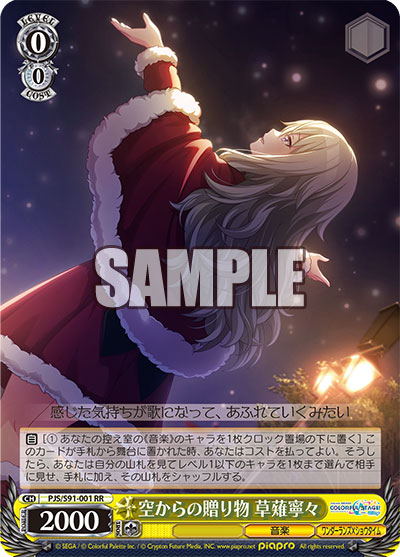 LEVEL
0
0
COST
SAMPLE
感じた気持ちが歌になって、あふれていくみたい
自 [① あなたの控え室の《音楽》のキャラを1枚クロック置場の下に置く] こ
のカードが手札から舞台に置かれた時、あなたはコストを払ってよい。そうし
たら、あなたは自分の山札を見てレベル1以下のキャラを1枚まで選んで相手に
見せ、手札に加え、その山札をシャッフルする。
CH PJS/S91-001 RR
空からの贈り物 草薙寧々
POWER
2000
SOUL
音楽
ワンダーランズ×ショウタイム
© SEGA / © Colorful Palette Inc. / © Crypton Future Media, INC. www.piapro.net piapro All rights reserved.